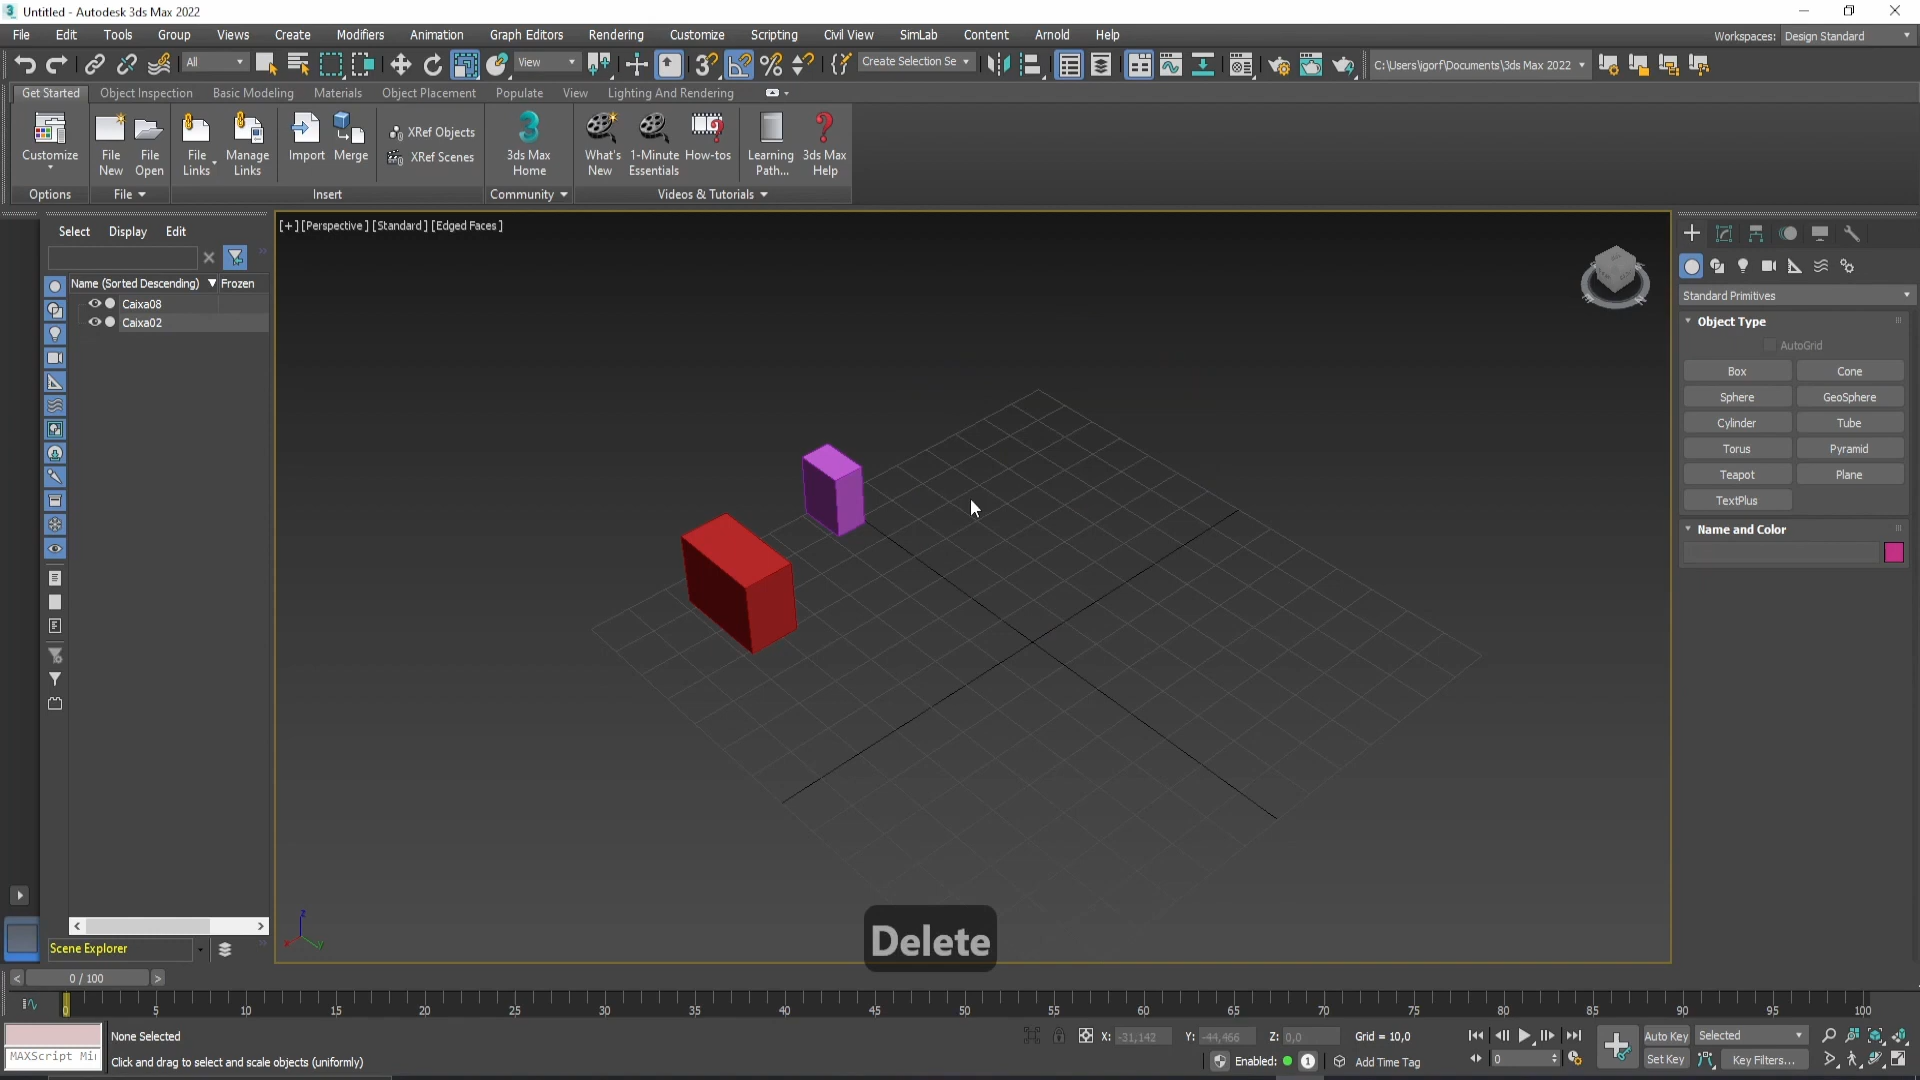 Untitled - Autodesk 3ds Max 2022
File Edit Tools Group Views Create Modifiers Animation Graph Editors Rendering Customize Scripting Civil View SimLab Content Arnold Help
Workspaces: Design Standard
All View Create Selection Se C:\Users\igorf\Documents\3ds Max 2022
Get Started Object Inspection Basic Modeling Materials Object Placement Populate View Lighting And Rendering
XRef Objects
Customize File File File Manage Import Merge XRef Scenes 3ds Max What's 1-Minute How-tos Learning 3ds Max
New Open Links Links Home New Essentials Path... Help
Options File Insert Community Videos & Tutorials
Select Display Edit
[+] [Perspective] [Standard] [Edged Faces]
Name (Sorted Descending) Frozen
Caixa08
Caixa02
Standard Primitives
Object Type
AutoGrid
Box Cone
Sphere GeoSphere
Cylinder Tube
Torus Pyramid
Teapot Plane
TextPlus
Name and Color
z
x
y
Delete
Scene Explorer
0 / 100
0 5 10 15 20 25 30 35 40 45 50 55 60 65 70 75 80 85 90 95 100
None Selected
X: -31,142 Y: -44,466 Z: 0,0 Grid = 10,0
Auto Key Selected
MAXScript Mi
Click and drag to select and scale objects (uniformly)
Enabled: 1 Add Time Tag
0
Set Key Key Filters...